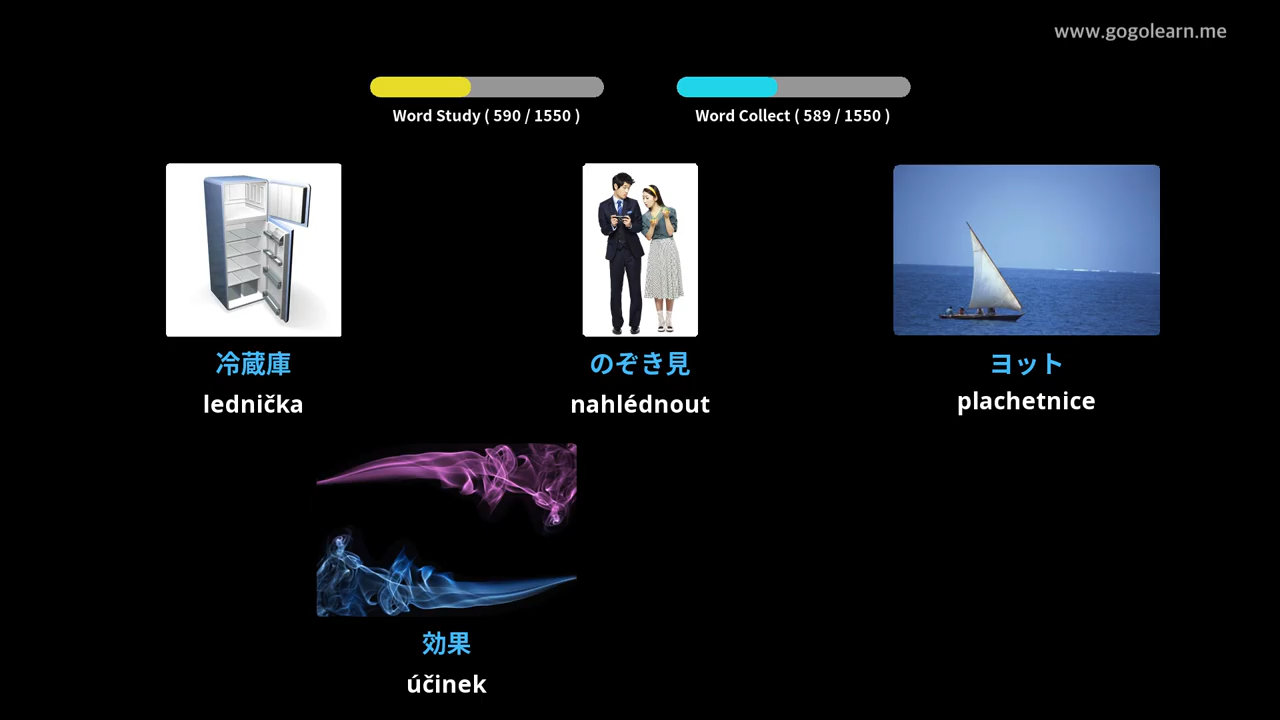 www.gogolearn.me
Word Study ( 590 / 1550 )
Word Collect ( 589 / 1550 )
冷蔵庫
lednička
のぞき見
nahlédnout
ヨット
plachetnice
効果
účinek